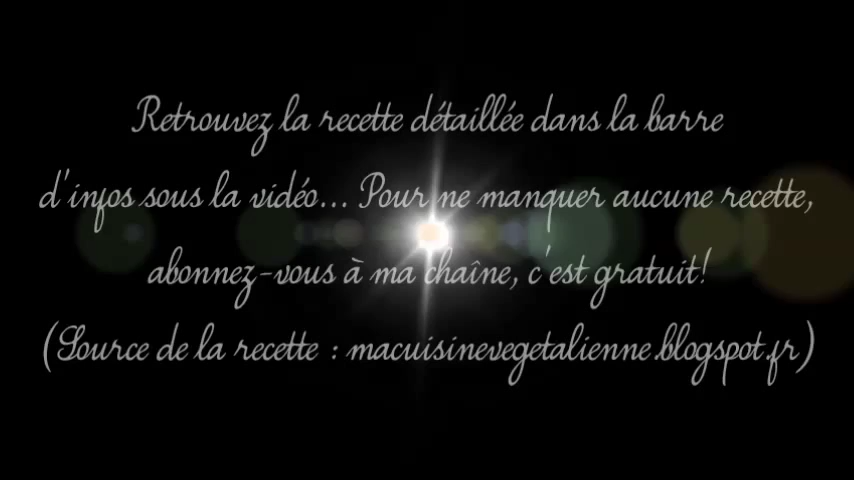 Retrouvez la recette détaillée dans la barre
d'infos sous la vidéo... Pour ne manquer aucune recette,
abonnez-vous à ma chaîne, c'est gratuit!
(Source de la recette : macuisinevegetalienne.blogspot.fr)